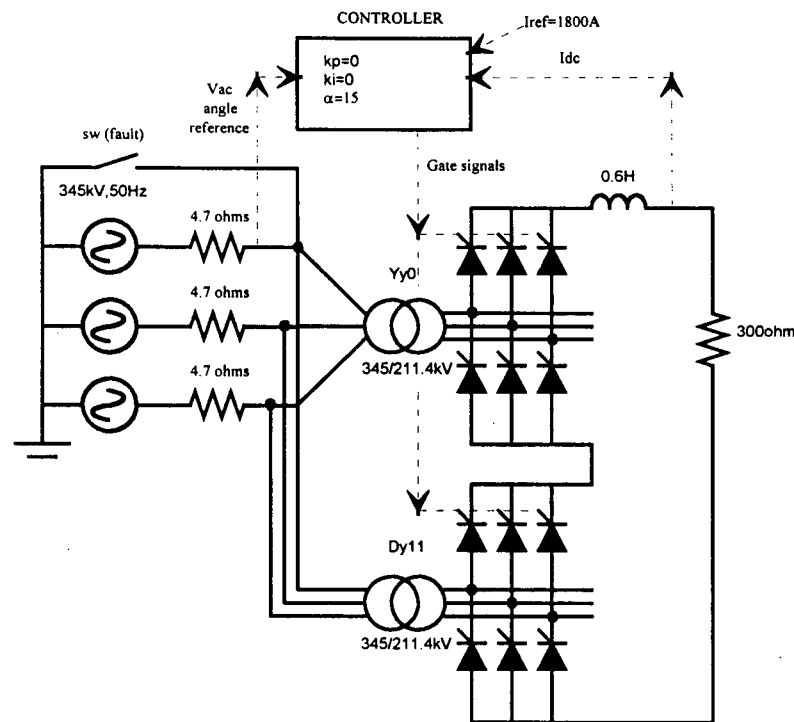 CONTROLLER
Iref=1800A
kp=0
ki=0
α=15
Idc
Vac
angle
reference
sw (fault)
Gate signals
0.6H
345kV,50Hz
4.7 ohms
Yy0
4.7 ohms
300ohm
345/211.4kV
4.7 ohms
Dy11
345/211.4kV